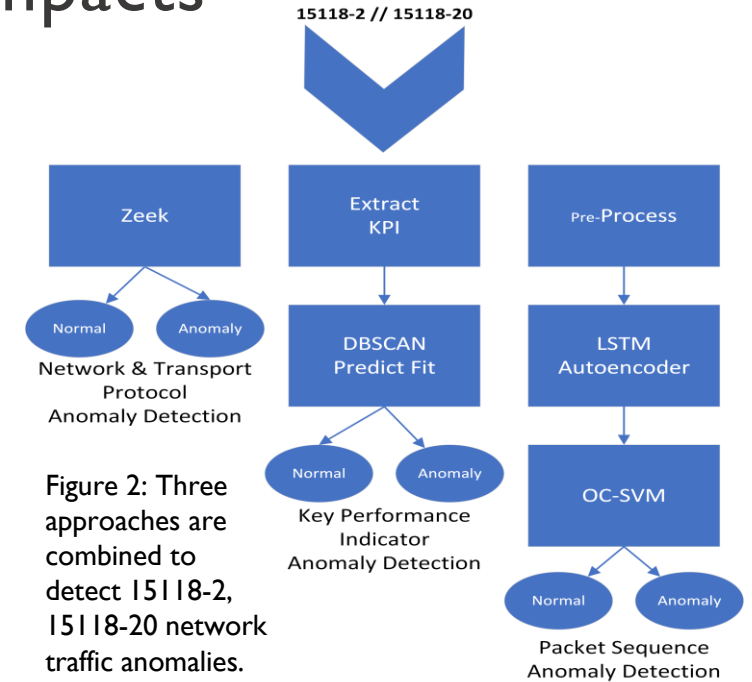 15118-2 // 15118-20
Zeek
Normal
Anomaly
Network & Transport
Protocol
Anomaly Detection
Extract
KPI
DBSCAN
Predict Fit
Normal
Anomaly
Key Performance
Indicator
Anomaly Detection
Pre-Process
LSTM
Autoencoder
OC-SVM
Normal
Anomaly
Packet Sequence
Anomaly Detection
Figure 2: Three
approaches are
combined to
detect 15118-2,
15118-20 network
traffic anomalies.